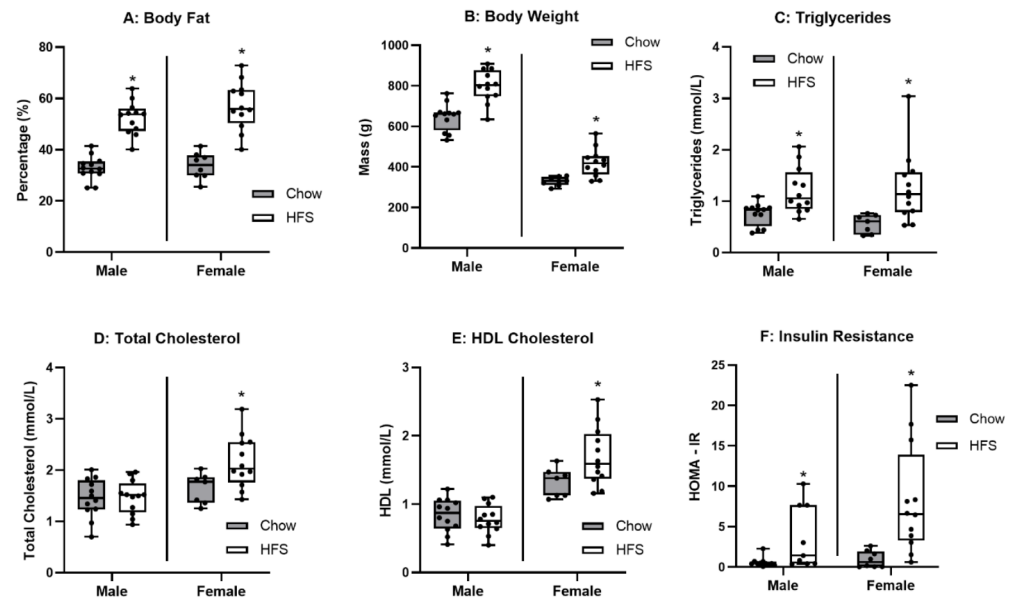 A: Body Fat
Percentage (%)
80
60
40
20
0
*
*
Chow
HFS
Male
Female
B: Body Weight
Mass (g)
1000
800
600
400
200
0
*
*
Chow
HFS
Male
Female
C: Triglycerides
Triglycerides (mmol/L)
4
3
2
1
0
*
*
Chow
HFS
Male
Female
D: Total Cholesterol
Total Cholesterol (mmol/L)
4
3
2
1
0
*
Chow
HFS
Male
Female
E: HDL Cholesterol
HDL (mmol/L)
3
2
1
0
*
Chow
HFS
Male
Female
F: Insulin Resistance
HOMA - IR
25
20
15
10
5
0
*
*
Chow
HFS
Male
Female